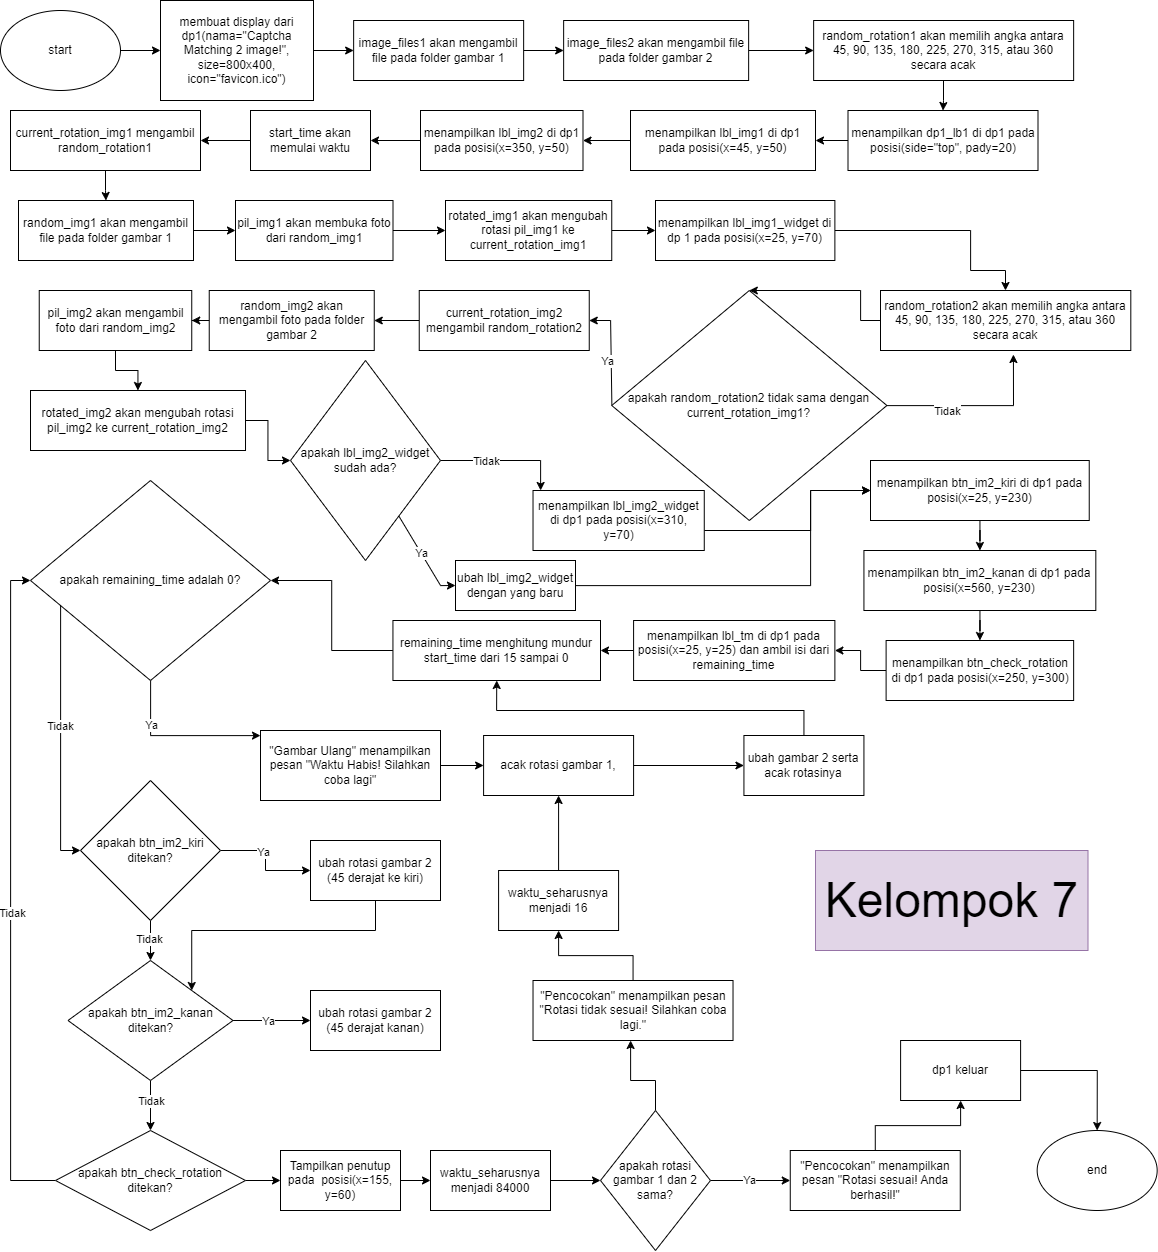 start
membuat display dari
dp1(nama="Captcha
Matching 2 image!",
size=800x400,
icon="favicon.ico")
image_files1 akan mengambil
file pada folder gambar 1
image_files2 akan mengambil file
pada folder gambar 2
random_rotation1 akan memilih angka antara
45, 90, 135, 180, 225, 270, 315, atau 360
secara acak
current_rotation_img1 mengambil
random_rotation1
start_time akan
memulai waktu
menampilkan lbl_img2 di dp1
pada posisi(x=350, y=50)
menampilkan lbl_img1 di dp1
pada posisi(x=45, y=50)
menampilkan dp1_lb1 di dp1 pada
posisi(side="top", pady=20)
random_img1 akan mengambil
file pada folder gambar 1
pil_img1 akan membuka foto
dari random_img1
rotated_img1 akan mengubah
rotasi pil_img1 ke
current_rotation_img1
menampilkan lbl_img1_widget di
dp 1 pada posisi(x=25, y=70)
pil_img2 akan mengambil
foto dari random_img2
random_img2 akan
mengambil foto pada folder
gambar 2
current_rotation_img2
mengambil random_rotation2
random_rotation2 akan memilih angka antara
45, 90, 135, 180, 225, 270, 315, atau 360
secara acak
Ya
apakah random_rotation2 tidak sama dengan
current_rotation_img1?
Tidak
rotated_img2 akan mengubah rotasi
pil_img2 ke current_rotation_img2
apakah lbl_img2_widget
sudah ada?
Tidak
menampilkan lbl_img2_widget
di dp1 pada posisi(x=310,
y=70)
menampilkan btn_im2_kiri di dp1 pada
posisi(x=25, y=230)
Ya
ubah lbl_img2_widget
dengan yang baru
menampilkan btn_im2_kanan di dp1 pada
posisi(x=560, y=230)
apakah remaining_time adalah 0?
remaining_time menghitung mundur
start_time dari 15 sampai 0
menampilkan lbl_tm di dp1 pada
posisi(x=25, y=25) dan ambil isi dari
remaining_time
menampilkan btn_check_rotation
di dp1 pada posisi(x=250, y=300)
Tidak
Ya
"Gambar Ulang" menampilkan
pesan "Waktu Habis! Silahkan
coba lagi"
acak rotasi gambar 1,
ubah gambar 2 serta
acak rotasinya
apakah btn_im2_kiri
ditekan?
Ya
ubah rotasi gambar 2
(45 derajat ke kiri)
waktu_seharusnya
menjadi 16
Kelompok 7
Tidak
Tidak
apakah btn_im2_kanan
ditekan?
Ya
ubah rotasi gambar 2
(45 derajat kanan)
"Pencocokan" menampilkan pesan
"Rotasi tidak sesuai! Silahkan coba
lagi."
Tidak
dp1 keluar
apakah btn_check_rotation
ditekan?
Tampilkan penutup
pada posisi(x=155,
y=60)
waktu_seharusnya
menjadi 84000
apakah rotasi
gambar 1 dan 2
sama?
Ya
"Pencocokan" menampilkan
pesan "Rotasi sesuai! Anda
berhasil!"
end